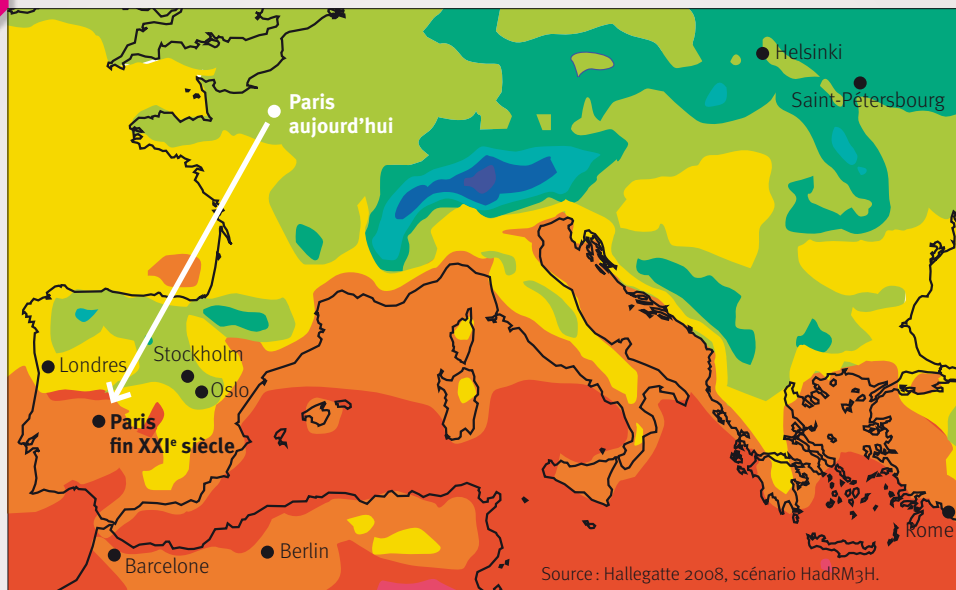 Helsinki
Saint-Pétersbourg
Paris
aujourd'hui
Stockholm
Londres
Oslo
Paris
fin XXIe siècle
Rome
Berlin
Barcelone
Source : Hallegatte 2008, scénario HadRM3H.